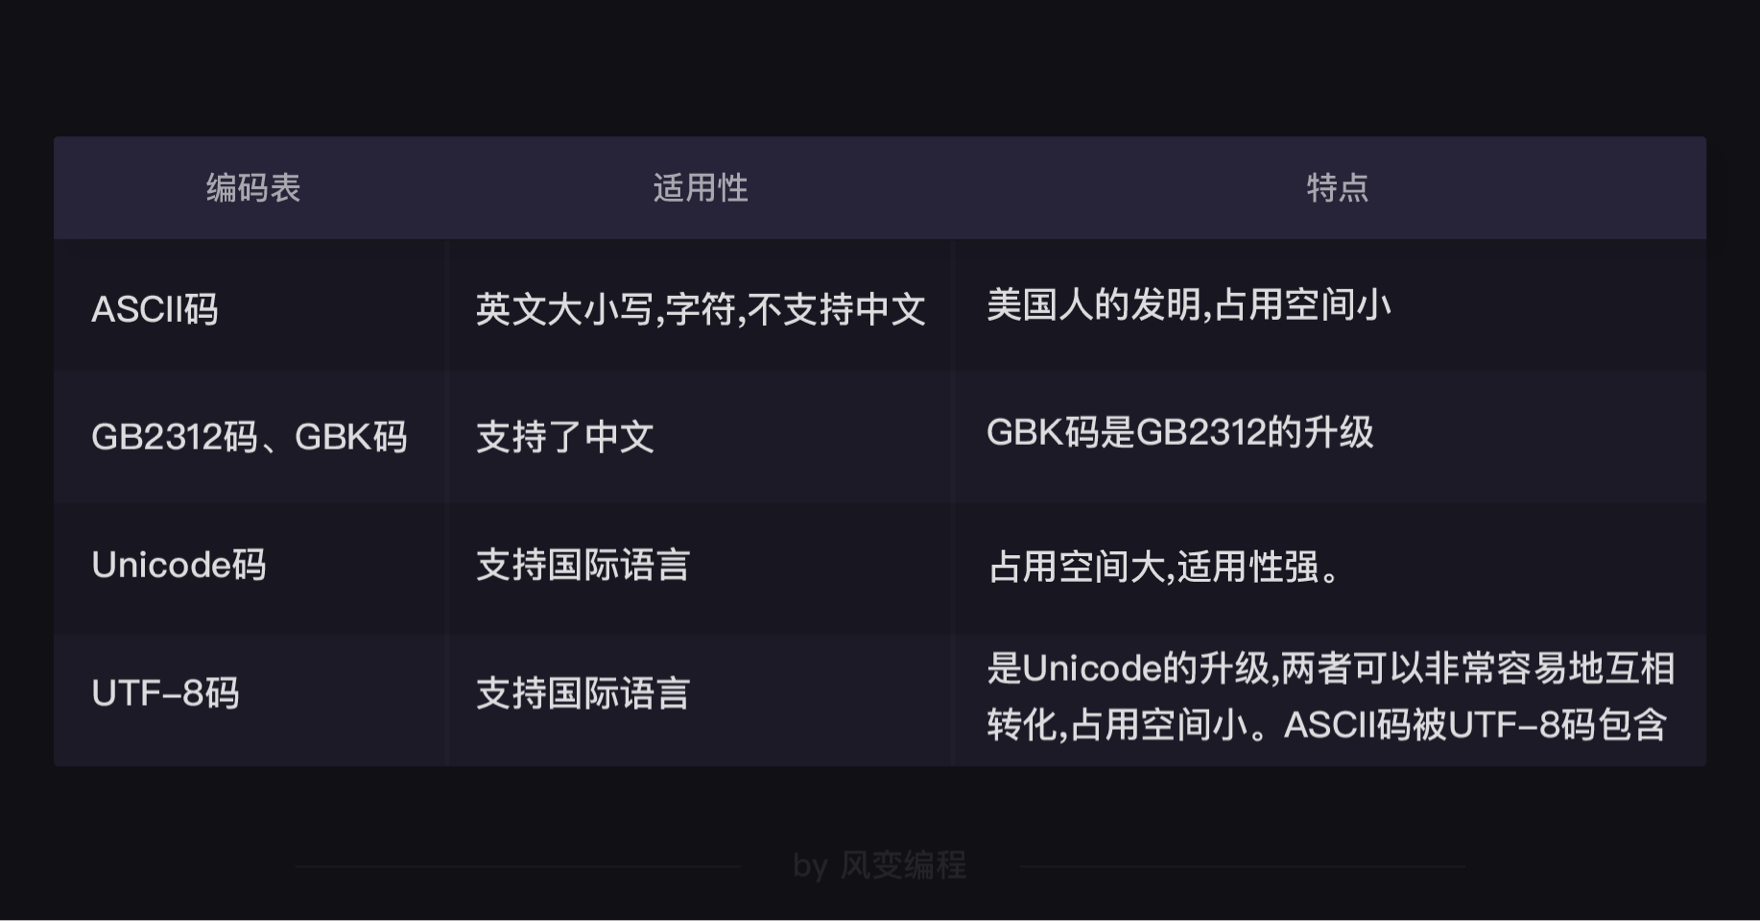 编码表 适用性 特点
ASCII码 英文大小写,字符,不支持中文 美国人的发明,占用空间小
GB2312码、GBK码 支持了中文 GBK码是GB2312的升级
Unicode码 支持国际语言 占用空间大,适用性强。
UTF-8码 支持国际语言 是Unicode的升级,两者可以非常容易地互相
转化,占用空间小。ASCII码被UTF-8码包含
by 风变编程